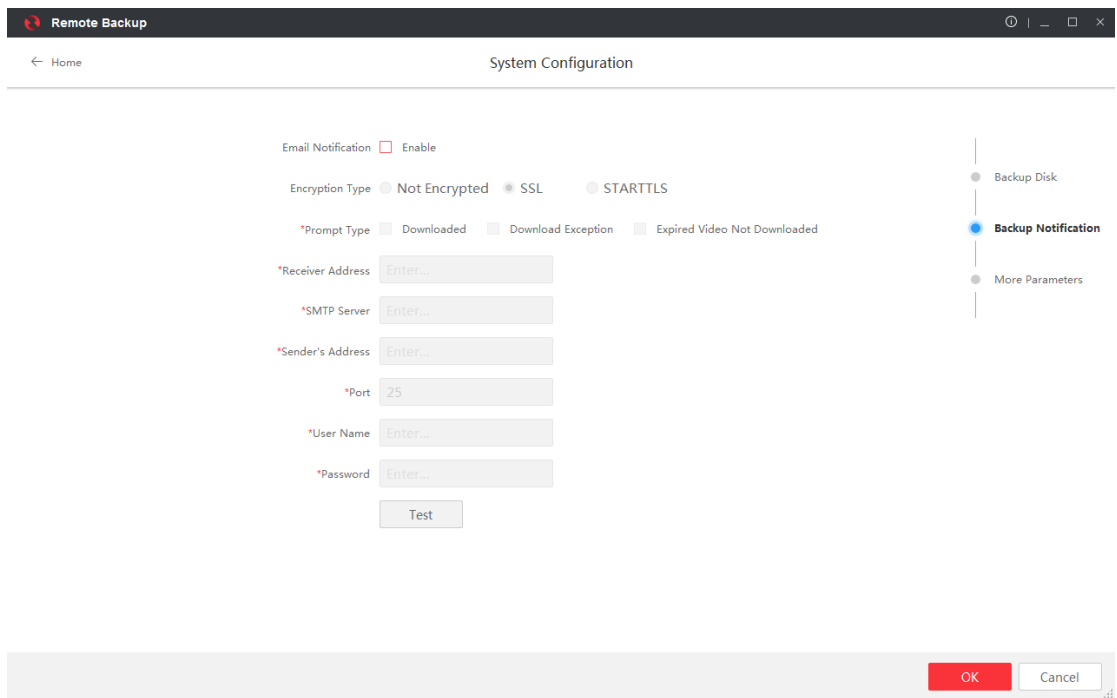 Remote Backup
Home
System Configuration
Email Notification Enable
Encryption Type Not Encrypted SSL STARTTLS
*Prompt Type Downloaded Download Exception Expired Video Not Downloaded
*Receiver Address Enter...
*SMTP Server Enter...
*Sender's Address Enter...
*Port 25
*User Name Enter...
*Password Enter...
Test
Backup Disk
Backup Notification
More Parameters
OK Cancel